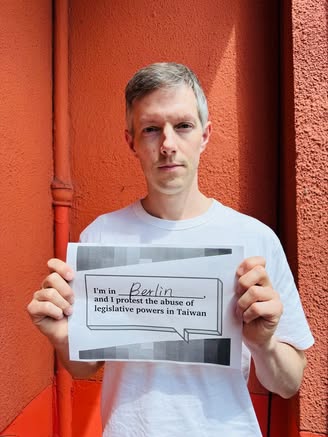 I'm in Berlin,
and I protest the abuse of
legislative powers in Taiwan